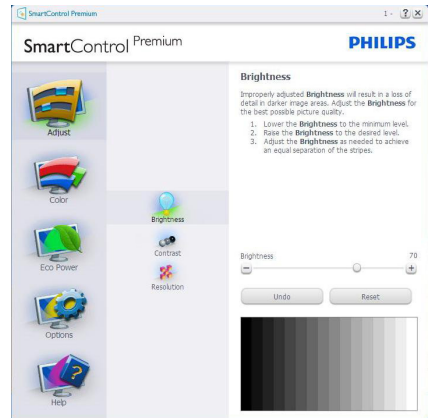 SmartControl Premium
1 -
?
X
SmartControl Premium
PHILIPS
Adjust
Color
Eco Power
Options
Help
Brightness
Contrast
Resolution
Brightness
Improperly adjusted Brightness will result in a loss of
detail in darker image areas. Adjust the Brightness for
the best possible picture quality.
1. Lower the Brightness to the minimum level.
2. Raise the Brightness to the desired level.
3. Adjust the Brightness as needed to achieve
an equal separation of the stripes.
Brightness 70
Undo Reset